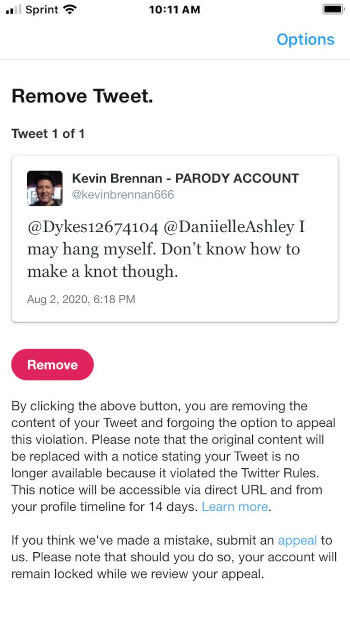 Sprint 10:11 AM
Options
Remove Tweet.
Tweet 1 of 1
Kevin Brennan - PARODY ACCOUNT
@kevinbrennan666
@Dykes12674104 @DaniielleAshley I
may hang myself. Don’t know how to
make a knot though.
Aug 2, 2020, 6:18 PM
Remove
By clicking the above button, you are removing the
content of your Tweet and forgoing the option to appeal
this violation. Please note that the original content will
be replaced with a notice stating your Tweet is no
longer available because it violated the Twitter Rules.
This notice will be accessible via direct URL and from
your profile timeline for 14 days. Learn more.
If you think we've made a mistake, submit an appeal to
us. Please note that should you do so, your account will
remain locked while we review your appeal.